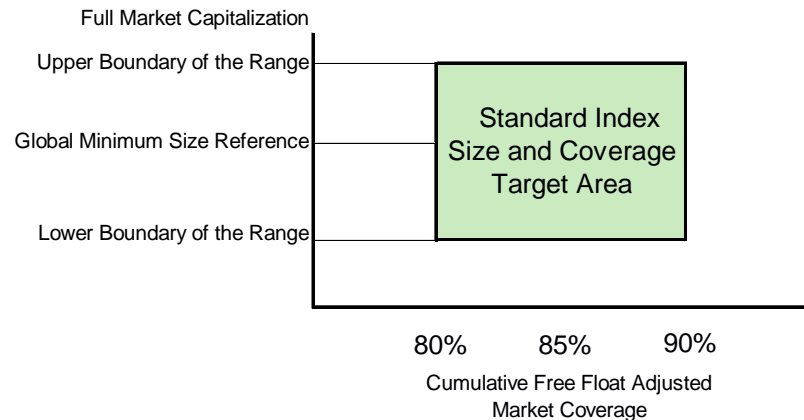 Full Market Capitalization
Upper Boundary of the Range
Global Minimum Size Reference
Lower Boundary of the Range
Standard Index
Size and Coverage
Target Area
80% 85% 90%
Cumulative Free Float Adjusted
Market Coverage